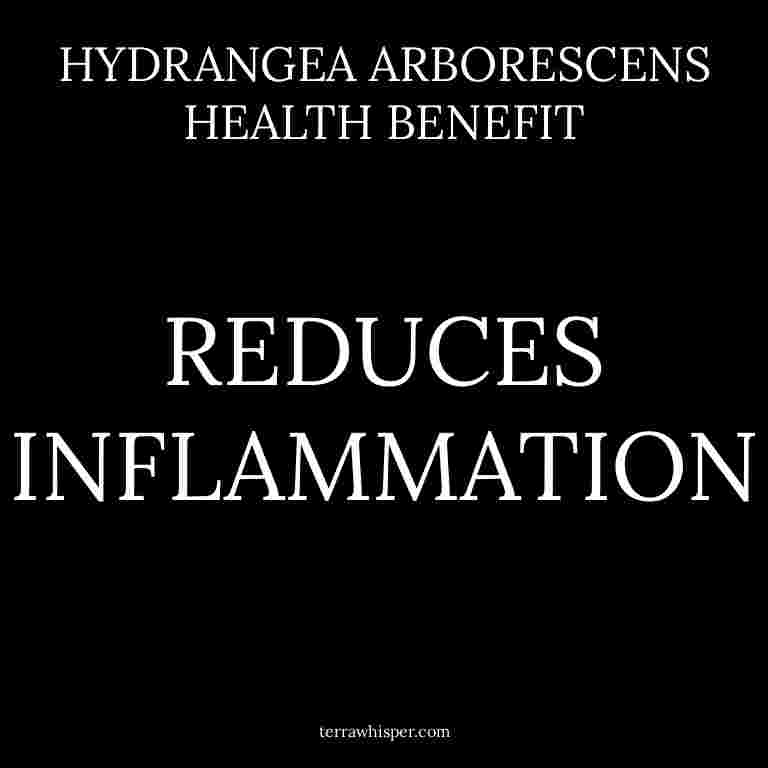 HYDRANGEA ARBORESCENS
HEALTH BENEFIT
REDUCES
INFLAMMATION
terrawhisper.com